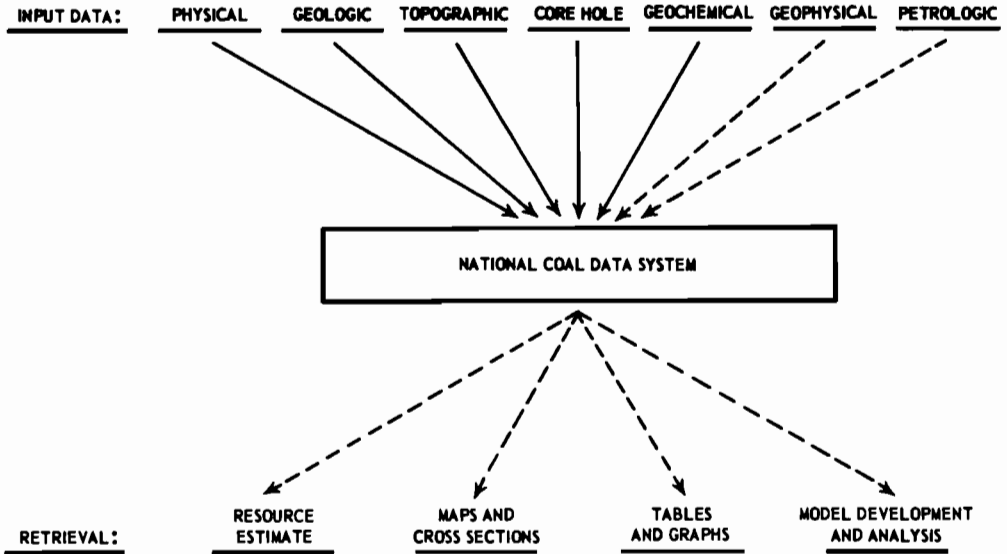 INPUT DATA: PHYSICAL GEOLOGIC TOPOGRAPHIC CORE HOLE GEOCHEMICAL GEOPHYSICAL PETROLOGIC
NATIONAL COAL DATA SYSTEM
RETRIEVAL:
RESOURCE
ESTIMATE
MAPS AND
CROSS SECTIONS
TABLES
AND GRAPHS
MODEL DEVELOPMENT
AND ANALYSIS